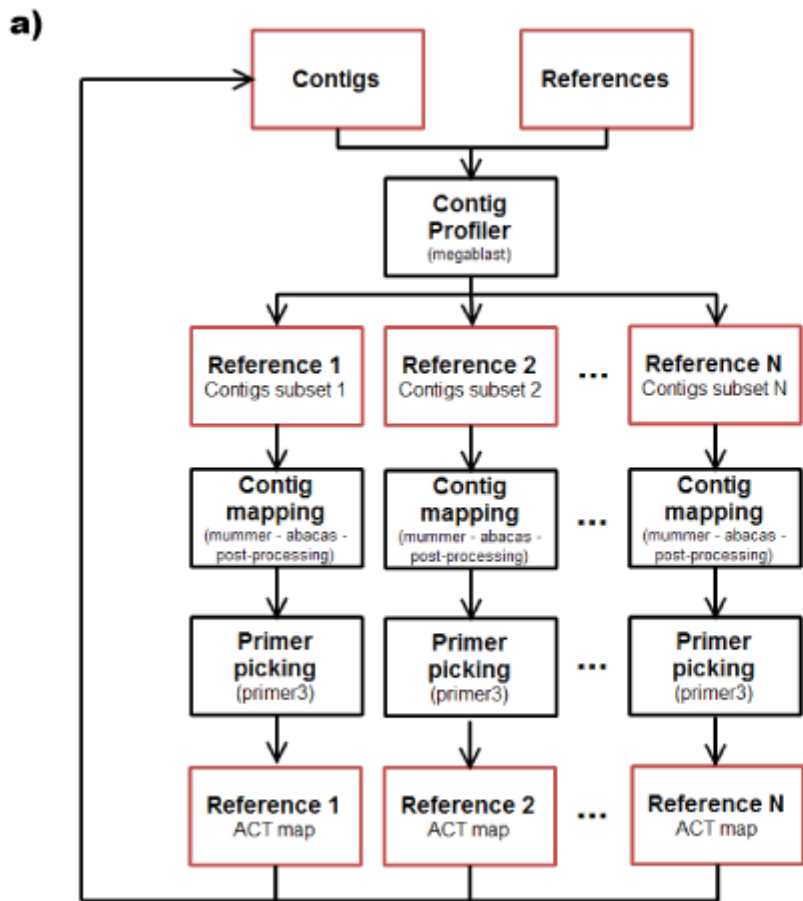 a)
Contigs
References
Contig
Profiler
(megablast)
Reference 1
Contigs subset 1
Reference 2
Contigs subset 2
...
Reference N
Contigs subset N
Contig
mapping
(mummer - abacas -
post-processing)
Contig
mapping
(mummer - abacas -
post-processing)
...
Contig
mapping
(mummer - abacas -
post-processing)
Primer
picking
(primer3)
Primer
picking
(primer3)
...
Primer
picking
(primer3)
Reference 1
ACT map
Reference 2
ACT map
...
Reference N
ACT map